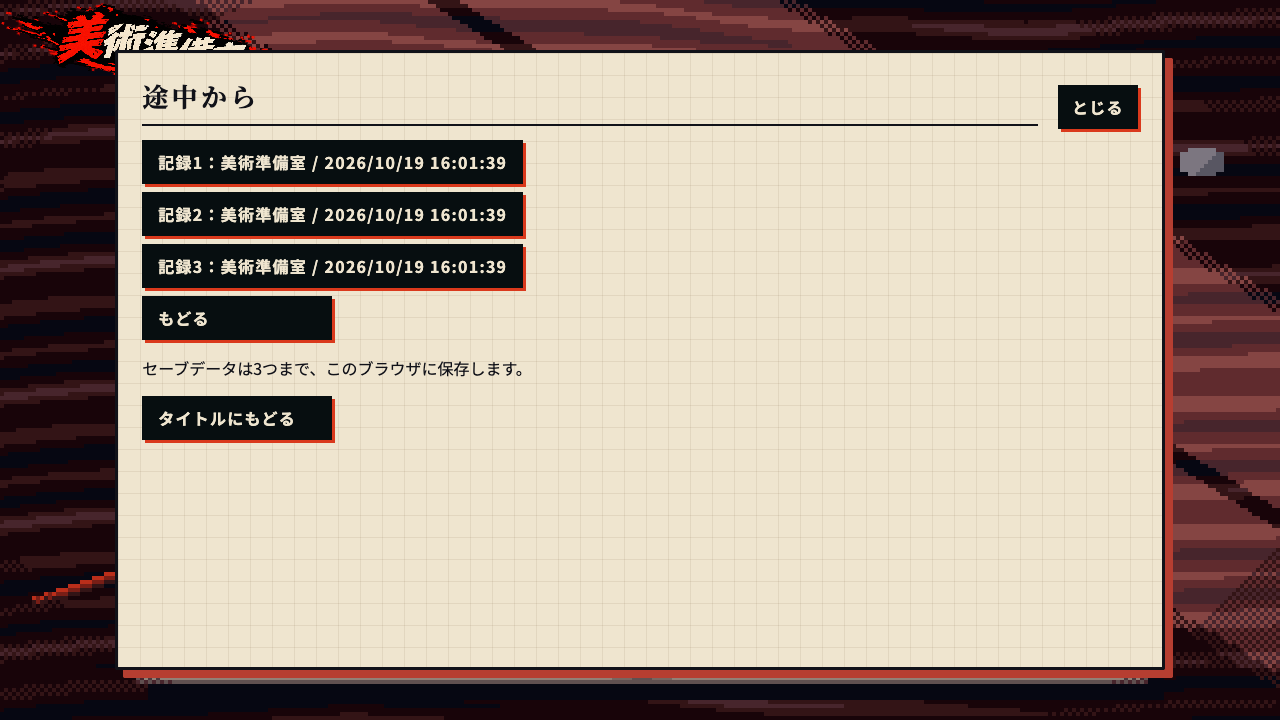 美術準備
途中から
とじる
記録1：美術準備室 / 2026/10/19 16:01:39
記録2：美術準備室 / 2026/10/19 16:01:39
記録3：美術準備室 / 2026/10/19 16:01:39
もどる
セーブデータは3つまで、このブラウザに保存します。
タイトルにもどる